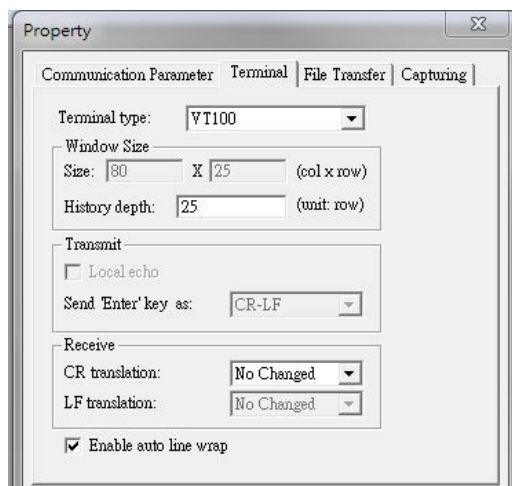 Property
Communication Parameter Terminal File Transfer Capturing
Terminal type: VT100
Window Size
Size: 80 X 25 (col x row)
History depth: 25 (unit: row)
Transmit
Local echo
Send 'Enter' key as: CR-LF
Receive
CR translation: No Changed
LF translation: No Changed
Enable auto line wrap